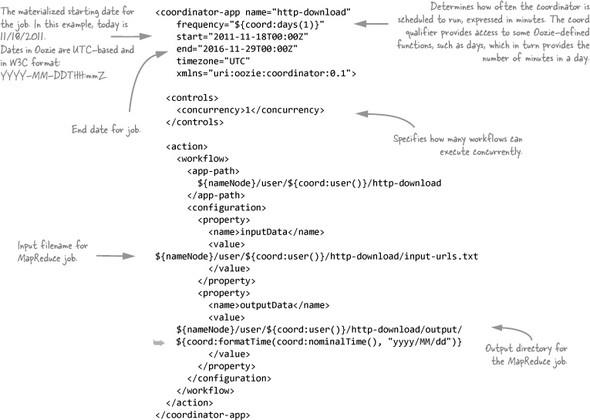 The materialized starting date for
the job. In this example, today is
11/18/2011.
Dates in Oozie are UTC-based and
in W3C format:
YYYY-MM-DDTHH:mmZ.
End date for job.
Determines how often the coordinator is
scheduled to run, expressed in minutes. The coord
qualifier provides access to some Oozie-defined
functions, such as days, which in turn provides the
number of minutes in a day.
<coordinator-app name="http-download"
frequency="${coord:days(1)}"
start="2011-11-18T00:00Z"
end="2016-11-29T00:00Z"
timezone="UTC"
xmlns="uri:oozie:coordinator:0.1">
<controls>
<concurrency>1</concurrency>
</controls>
Specifies how many workflows can
execute concurrently.
<action>
<workflow>
<app-path>
${nameNode}/user/${coord:user()}/http-download
</app-path>
<configuration>
<property>
<name>inputData</name>
<value>
Input filename for
MapReduce job.
${nameNode}/user/${coord:user()}/http-download/input-urls.txt
</value>
</property>
<property>
<name>outputData</name>
<value>
${nameNode}/user/${coord:user()}/http-download/output/
${coord:formatTime(coord:nominalTime(), "yyyy/MM/dd")}
Output directory for
the MapReduce job.
</value>
</property>
</configuration>
</workflow>
</action>
</coordinator-app>